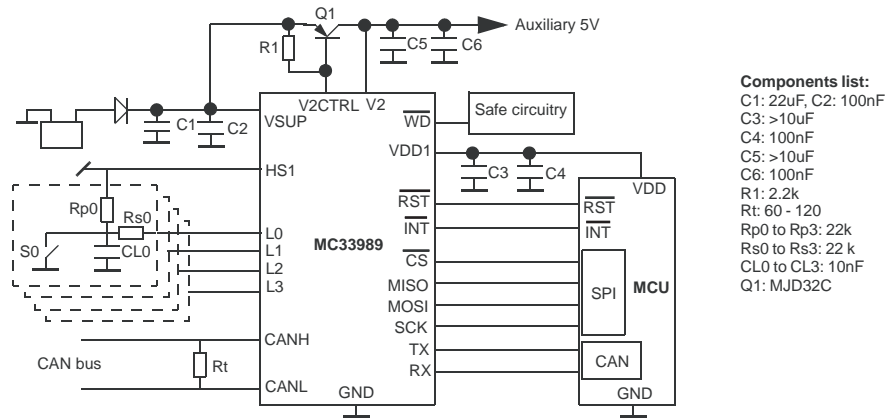 Q1
Auxiliary 5V
R1
C5
C6
C1
C2
V2CTRL V2
VSUP
WD
Safe circuitry
VDD1
C3
C4
VDD
HS1
Rp0
Rs0
S0
CL0
L0
L1
L2
L3
MC33989
RST
RST
INT
INT
CS
MISO
MOSI
SCK
SPI
MCU
TX
RX
CAN
CANH
CAN bus
Rt
CANL
GND
GND
Components list:
C1: 22uF, C2: 100nF
C3: >10uF
C4: 100nF
C5: >10uF
C6: 100nF
R1: 2.2k
Rt: 60 - 120
Rp0 to Rp3: 22k
Rs0 to Rs3: 22 k
CL0 to CL3: 10nF
Q1: MJD32C